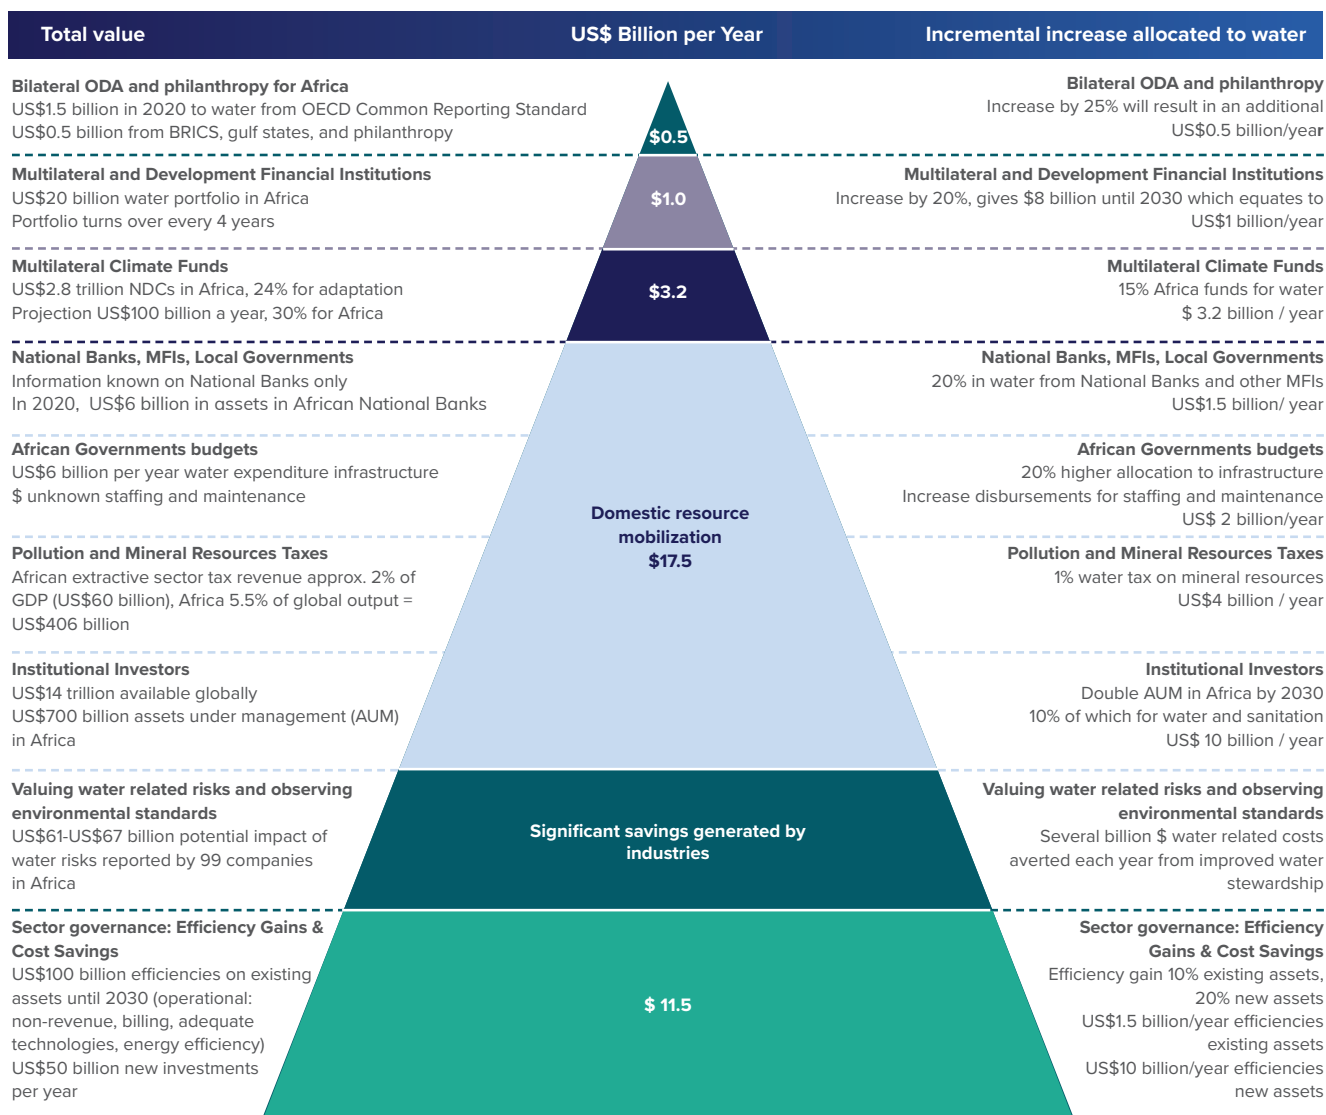 Total value
US$ Billion per Year
Incremental increase allocated to water
Bilateral ODA and philanthropy for Africa
US$1.5 billion in 2020 to water from OECD Common Reporting Standard
US$0.5 billion from BRICS, gulf states, and philanthropy
$0.5
Bilateral ODA and philanthropy
Increase by 25% will result in an additional
US$0.5 billion/year
Multilateral and Development Financial Institutions
US$20 billion water portfolio in Africa
Portfolio turns over every 4 years
$1.0
Multilateral and Development Financial Institutions
Increase by 20%, gives $8 billion until 2030 which equates to
US$1 billion/year
Multilateral Climate Funds
US$2.8 trillion NDCs in Africa, 24% for adaptation
Projection US$100 billion a year, 30% for Africa
$3.2
Multilateral Climate Funds
15% Africa funds for water
$ 3.2 billion / year
National Banks, MFIs, Local Governments
Information known on National Banks only
In 2020, US$6 billion in assets in African National Banks
National Banks, MFIs, Local Governments
20% in water from National Banks and other MFIs
US$1.5 billion/ year
African Governments budgets
US$6 billion per year water expenditure infrastructure
$ unknown staffing and maintenance
Domestic resource
mobilization
$17.5
African Governments budgets
20% higher allocation to infrastructure
Increase disbursements for staffing and maintenance
US$ 2 billion/year
Pollution and Mineral Resources Taxes
African extractive sector tax revenue approx. 2% of
GDP (US$60 billion), Africa 5.5% of global output =
US$406 billion
Pollution and Mineral Resources Taxes
1% water tax on mineral resources
US$4 billion / year
Institutional Investors
US$14 trillion available globally
US$700 billion assets under management (AUM)
in Africa
Institutional Investors
Double AUM in Africa by 2030
10% of which for water and sanitation
US$ 10 billion / year
Valuing water related risks and observing
environmental standards
US$61-US$67 billion potential impact of
water risks reported by 99 companies
in Africa
Significant savings generated by
industries
Valuing water related risks and observing
environmental standards
Several billion $ water related costs
averted each year from improved water
stewardship
Sector governance: Efficiency Gains &
Cost Savings
US$100 billion efficiencies on existing
assets until 2030 (operational:
non-revenue, billing, adequate
technologies, energy efficiency)
US$50 billion new investments
per year
$ 11.5
Sector governance: Efficiency
Gains & Cost Savings
Efficiency gain 10% existing assets,
20% new assets
US$1.5 billion/year efficiencies
existing assets
US$10 billion/year efficiencies
new assets